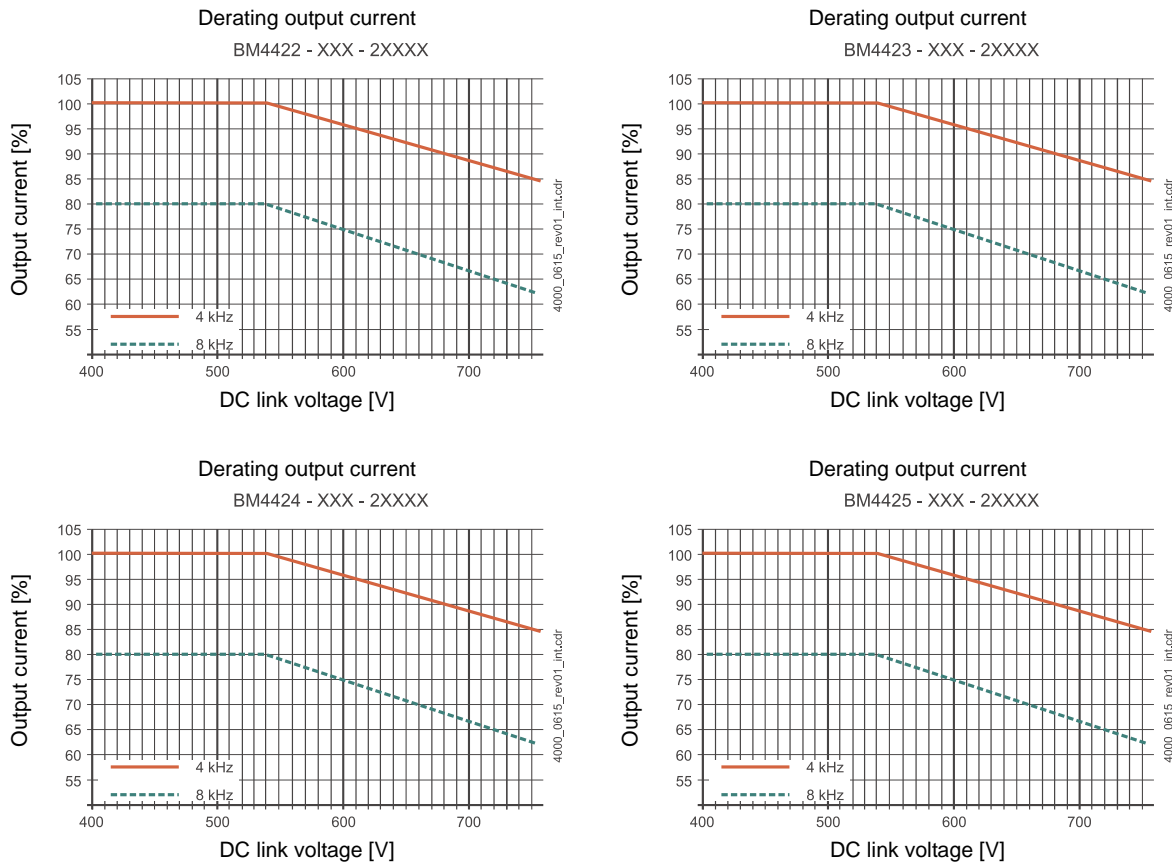 Derating output current
BM4422 - XXX - 2XXXX
Output current [%]
105
100
95
90
85
80
75
70
65
60
55
4 kHz
8 kHz
400
500
600
700
DC link voltage [V]
4000_0615_rev01_int.cdr
Derating output current
BM4423 - XXX - 2XXXX
Output current [%]
105
100
95
90
85
80
75
70
65
60
55
4 kHz
8 kHz
400
500
600
700
DC link voltage [V]
4000_0615_rev01_int.cdr
Derating output current
BM4424 - XXX - 2XXXX
Output current [%]
105
100
95
90
85
80
75
70
65
60
55
4 kHz
8 kHz
400
500
600
700
DC link voltage [V]
4000_0615_rev01_int.cdr
Derating output current
BM4425 - XXX - 2XXXX
Output current [%]
105
100
95
90
85
80
75
70
65
60
55
4 kHz
8 kHz
400
500
600
700
DC link voltage [V]
4000_0615_rev01_int.cdr